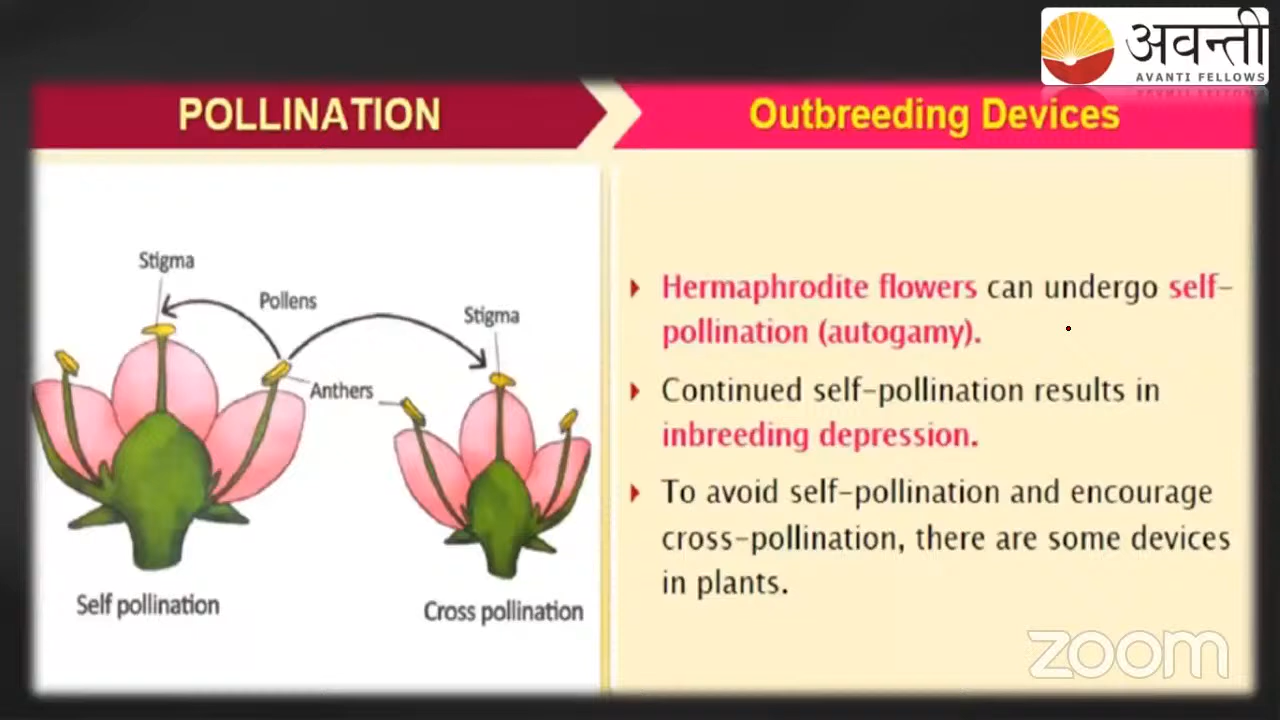 अवन्ती
AVANTI FELLOWS
POLLINATION
Outbreeding Devices
Stigma
Pollens
Stigma
Anthers
Self pollination
Cross pollination
Hermaphrodite flowers can undergo self-
pollination (autogamy).
Continued self-pollination results in
inbreeding depression.
To avoid self-pollination and encourage
cross-pollination, there are some devices
in plants.
zoom